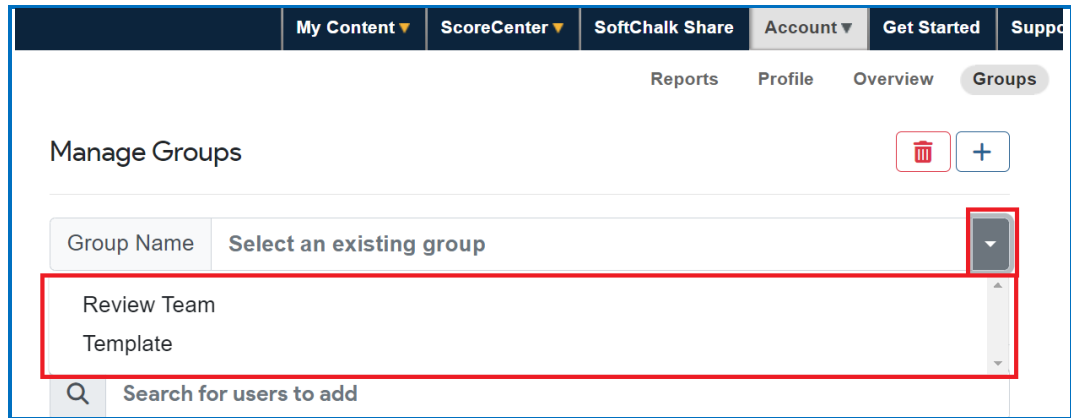 My Content ScoreCenter SoftChalk Share Account Get Started Suppo
Reports Profile Overview Groups
Manage Groups
Group Name Select an existing group
Review Team
Template
Search for users to add